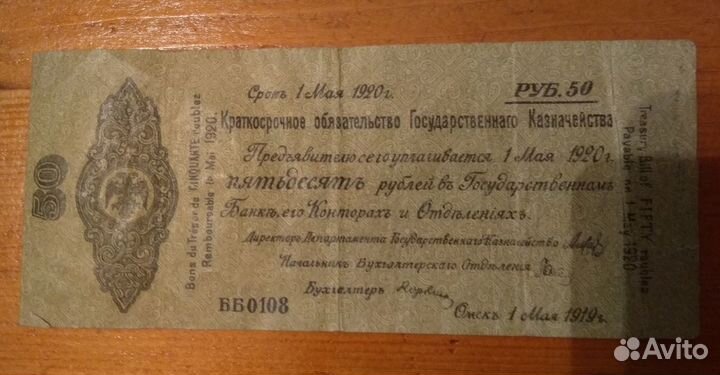 50
Bons du Tresor de CINQUANTE roubles
Remboursable le 1 Mai 1920.
Срокъ 1 Мая 1920 г.
РУБ. 50
Краткосрочное обязательство Государственнаго Казначейства
Предъявителю сего уплачивается 1 Мая 1920 г.
пятьдесятъ рублей въ Государственномъ
Банкѣ, его Конторахъ и Отдѣленіяхъ.
Директоръ Департамента Государственнаго Казначейства
Начальникъ Бухгалтерскаго Отдѣленія
Бухгалтеръ
ББ0108
Омскъ 1 Мая 1919 г.
Treasury Bill of FIFTY roubles
Payable on 1 May 1920
Avito